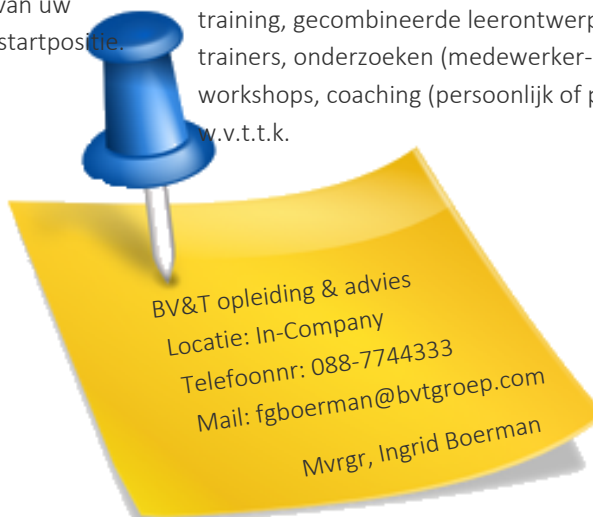 van uw
startpositie.
training, gecombineerde leerontwerp
trainers, onderzoeken (medewerker-
workshops, coaching (persoonlijk of p
w.v.t.t.k.
BV&T opleiding & advies
Locatie: In-Company
Telefoonnr: 088-7744333
Mail: fgboerman@bvtgroep.com
Mvrgr, Ingrid Boerman